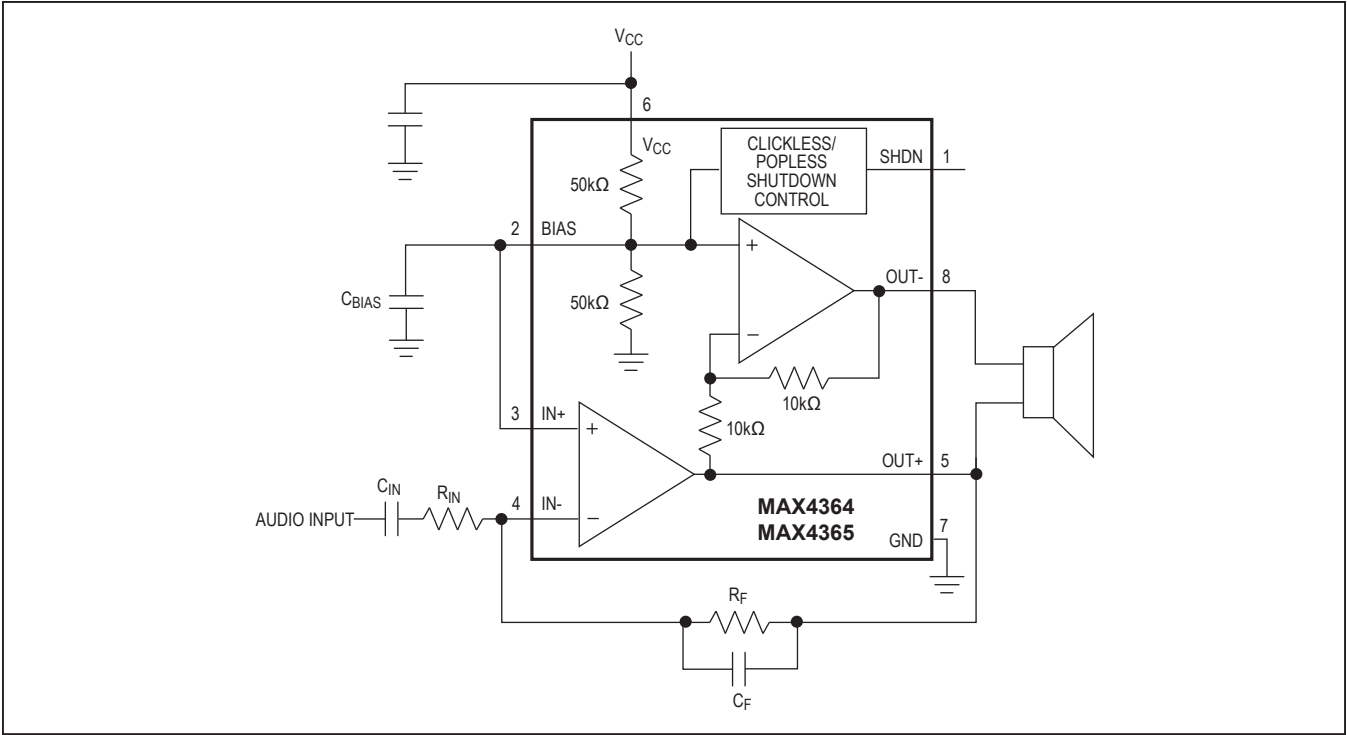 VCC
6
VCC
CLICKLESS/
POPLESS
SHUTDOWN
CONTROL
SHDN
1
50kΩ
2
BIAS
+
OUT-
8
CBIAS
50kΩ
−
10kΩ
3
IN+
+
10kΩ
OUT+
5
CIN
RIN
AUDIO INPUT
4
IN-
−
MAX4364
MAX4365
7
GND
RF
CF